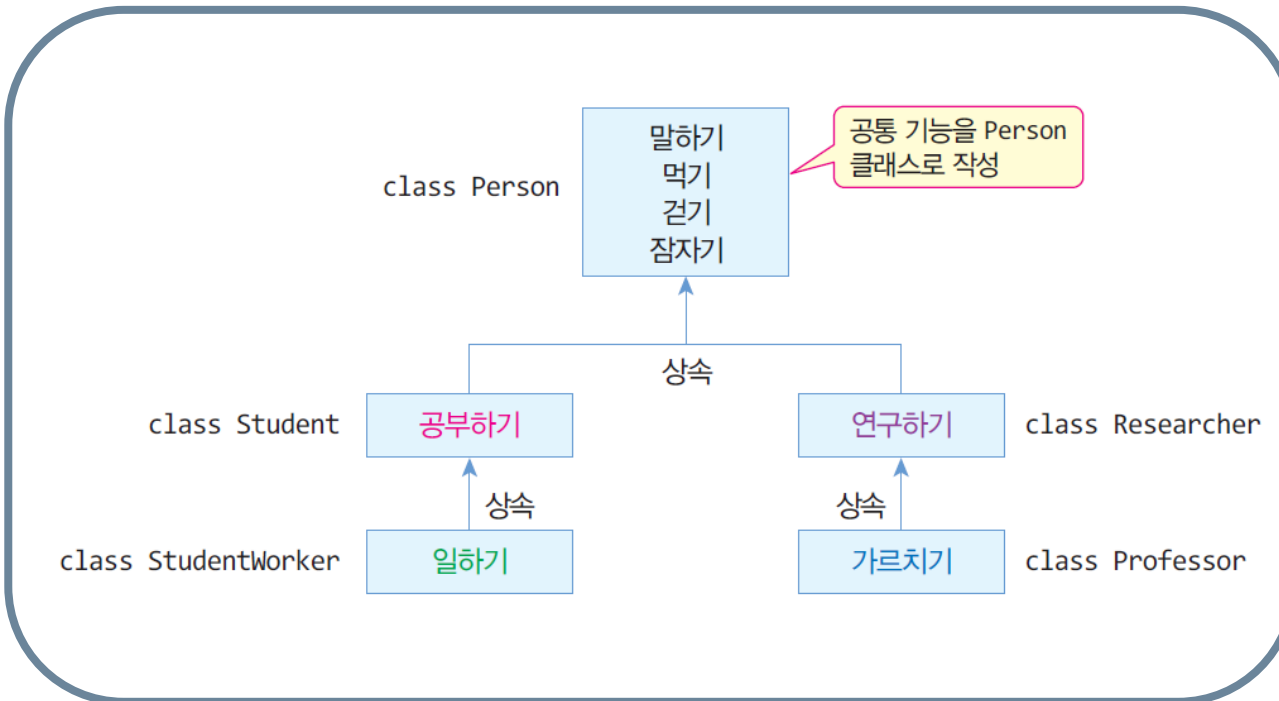 말하기
먹기
걷기
잠자기
class Person
공통 기능을 Person
클래스로 작성
상속
class Student
공부하기
연구하기
class Researcher
상속
상속
class StudentWorker
일하기
가르치기
class Professor